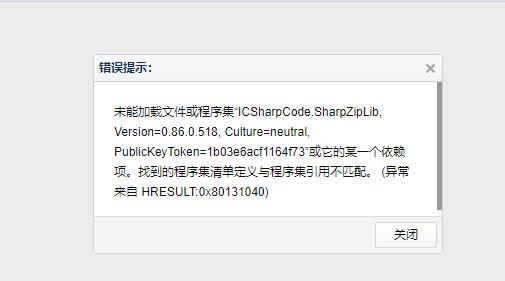 错误提示:
未能加载文件或程序集“ICSharpCode.SharpZipLib,
Version=0.86.0.518, Culture=neutral,
PublicKeyToken=1b03e6acf1164f73”或它的某一个依赖
项。找到的程序集清单定义与程序集引用不匹配。 (异常
来自 HRESULT:0x80131040)
关闭